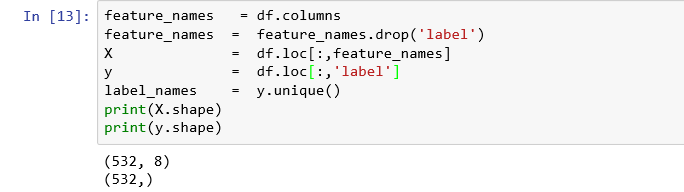 In [13]: feature_names   = df.columns
feature_names  =  feature_names.drop('label')
X              =  df.loc[:,feature_names]
y              =  df.loc[:,'label']
label_names    =  y.unique()
print(X.shape)
print(y.shape)
(532, 8)
(532,)